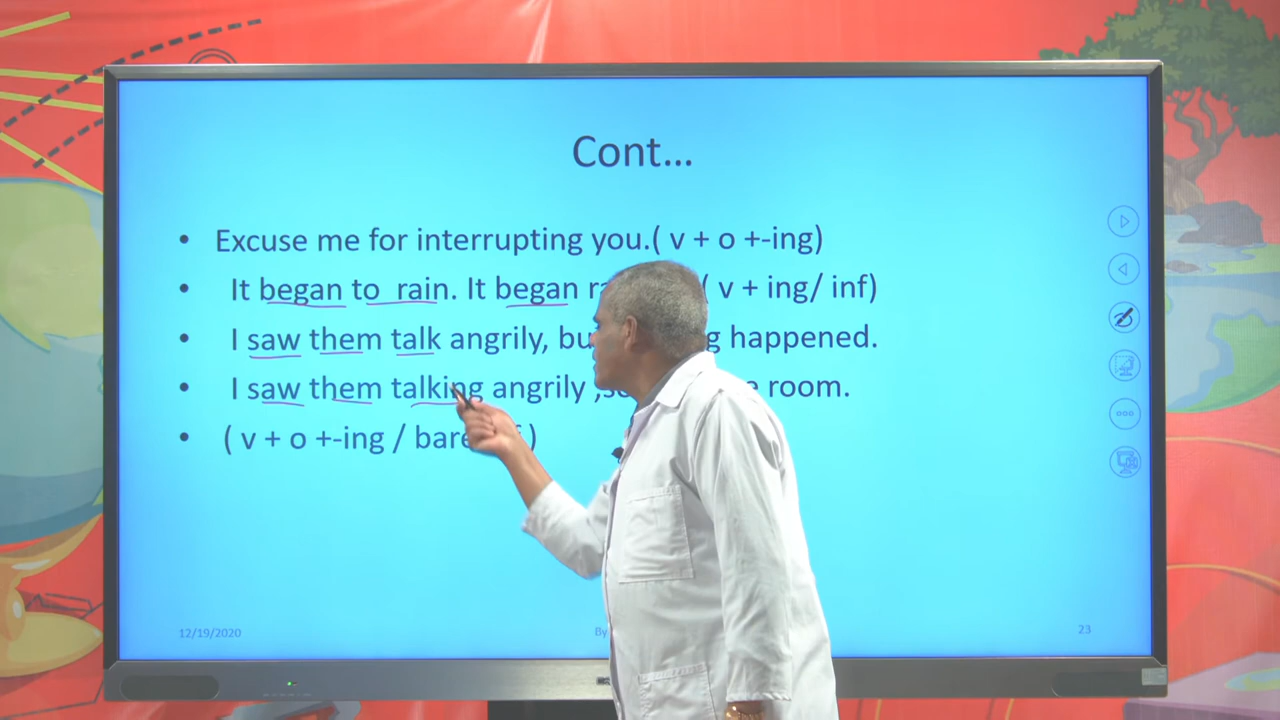 Cont...
• Excuse me for interrupting you.( v + o +-ing)
• It began to rain. It began ( v + ing/ inf)
• I saw them talk angrily, happened.
• I saw them talking angrily , room.
• ( v + o +-ing / bare )
12/19/2020 By 23